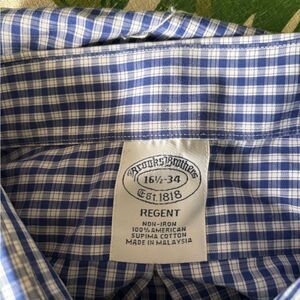 Brooks Brothers
16½-34
Est. 1818
REGENT
NON-IRON
100% AMERICAN
SUPIMA COTTON
MADE IN MALAYSIA